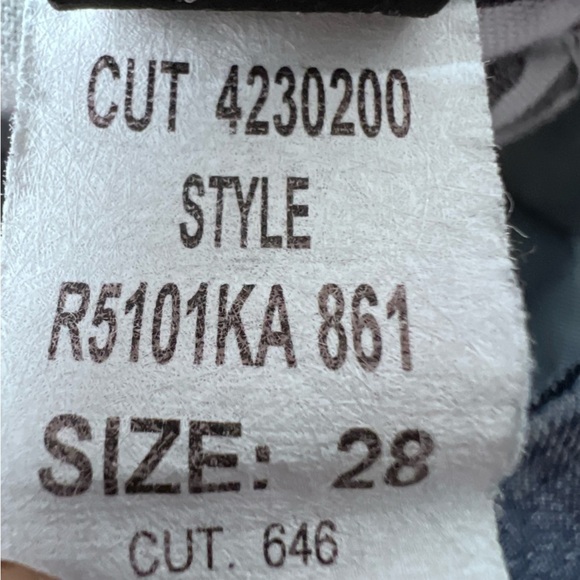 CUT 4230200
STYLE
R5101KA 861
SIZE: 28
CUT. 646